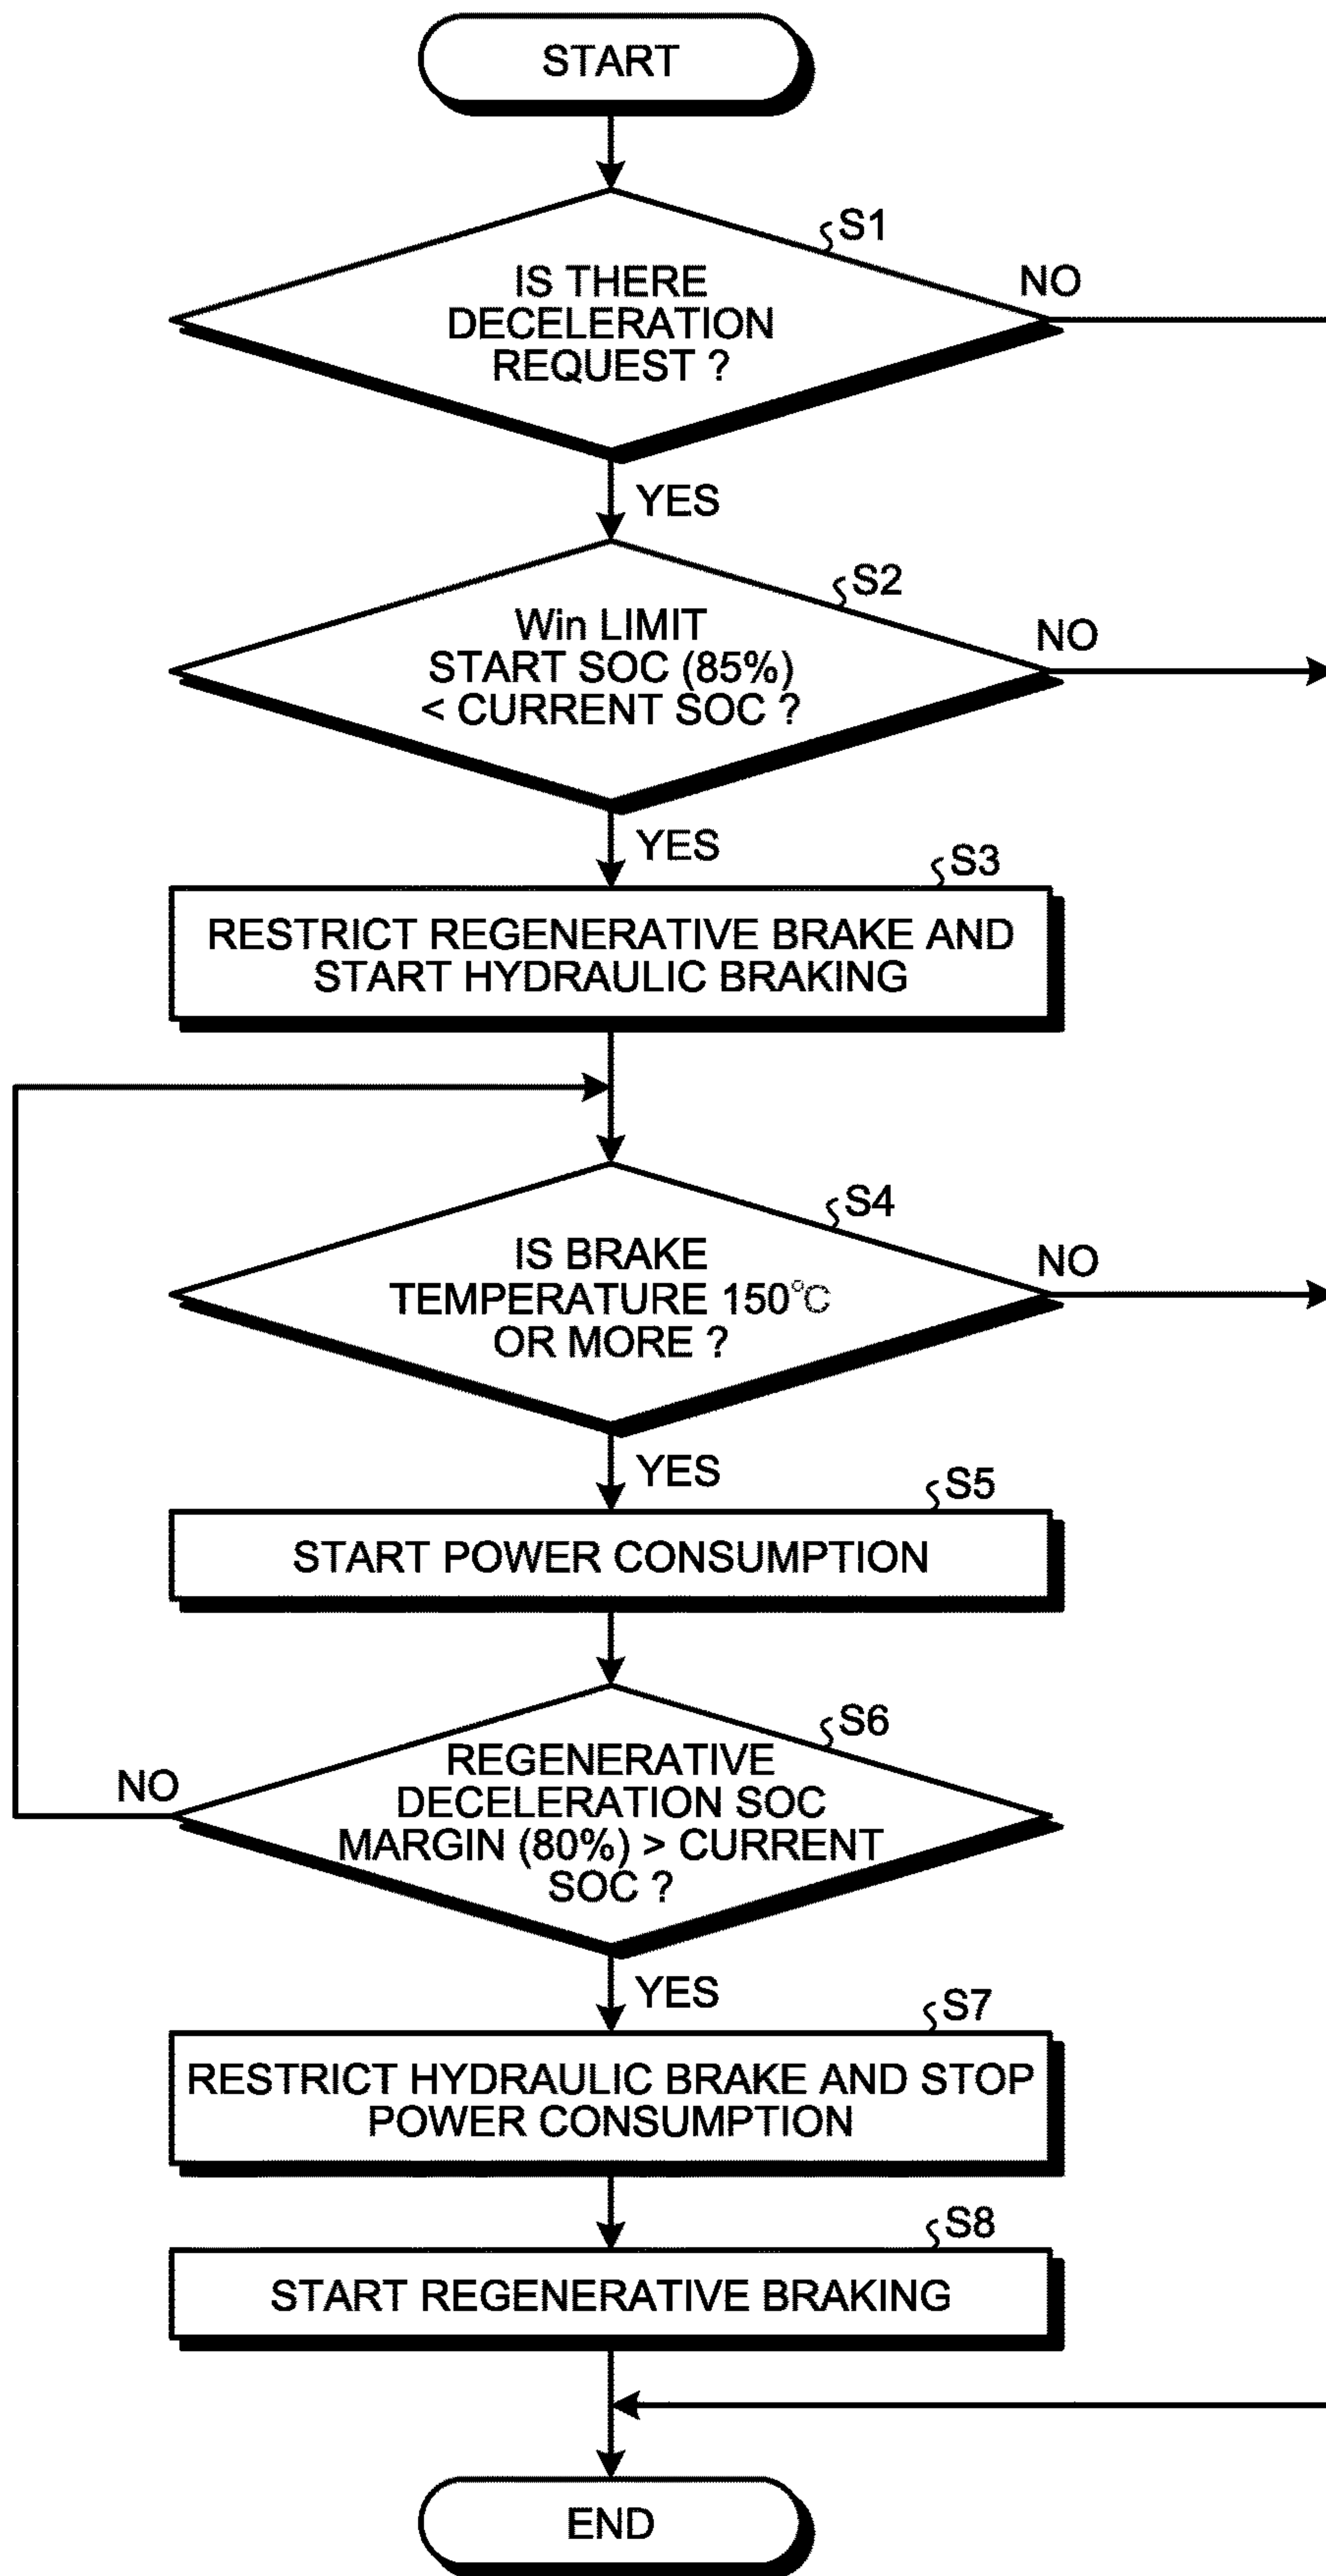 START
S1
IS THERE
DECELERATION
REQUEST ?
NO
YES
S2
Win LIMIT
START SOC (85%)
< CURRENT SOC ?
NO
YES
S3
RESTRICT REGENERATIVE BRAKE AND
START HYDRAULIC BRAKING
S4
IS BRAKE
TEMPERATURE 150℃
OR MORE ?
NO
YES
S5
START POWER CONSUMPTION
S6
REGENERATIVE
DECELERATION SOC
MARGIN (80%) > CURRENT
SOC ?
NO
YES
S7
RESTRICT HYDRAULIC BRAKE AND STOP
POWER CONSUMPTION
S8
START REGENERATIVE BRAKING
END